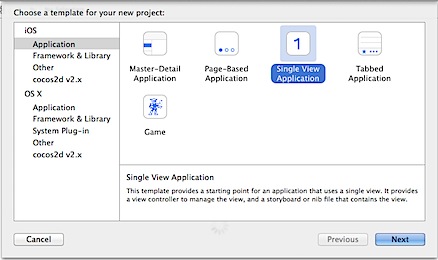 Choose a template for your new project:
iOS
Application
Framework & Library
Other
cocos2d v2.x
OS X
Application
Framework & Library
System Plug-in
Other
cocos2d v2.x
Master-Detail
Application
Page-Based
Application
1
Single View
Application
Tabbed
Application
Game
Single View Application
This template provides a starting point for an application that uses a single view. It provides
a view controller to manage the view, and a storyboard or nib file that contains the view.
Cancel
Previous
Next